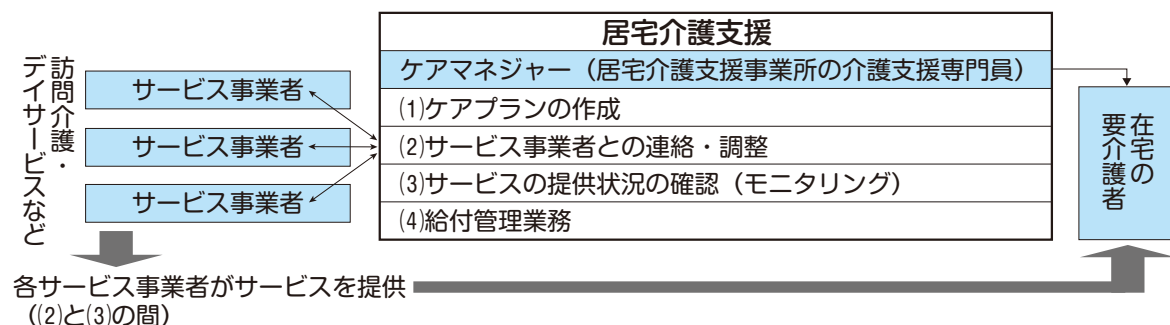 訪問介護・
デイサービスなど
サービス事業者
サービス事業者
サービス事業者
居宅介護支援
ケアマネジャー（居宅介護支援事業所の介護支援専門員）
⑴ケアプランの作成
⑵サービス事業者との連絡・調整
⑶サービスの提供状況の確認（モニタリング）
⑷給付管理業務
在宅の
要介護者
各サービス事業者がサービスを提供
（⑵と⑶の間）